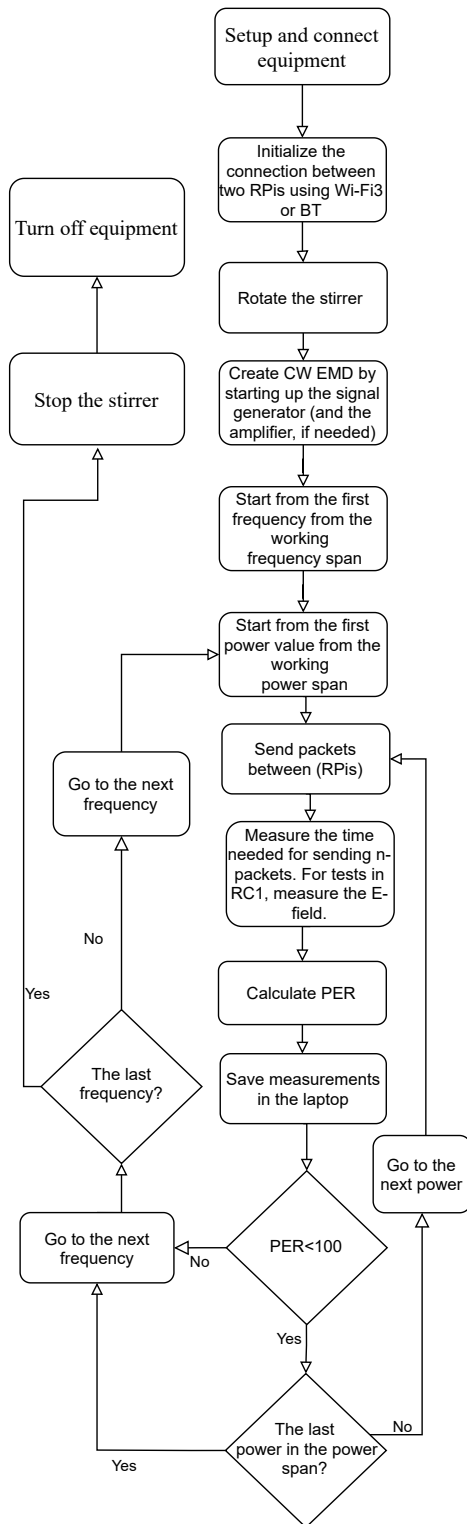 Setup and connect
equipment
Initialize the
connection between
two RPis using Wi-Fi3
or BT
Turn off equipment
Rotate the stirrer
Stop the stirrer
Create CW EMD by
starting up the signal
generator (and the
amplifier, if needed)
Start from the first
frequency from the
working
frequency span
Start from the first
power value from the
working
power span
Send packets
between (RPis)
Go to the next
frequency
Measure the time
needed for sending n-
packets. For tests in
RC1, measure the E-
field.
No
Yes
Calculate PER
The last
frequency?
Save measurements
in the laptop
Go to the
next power
Go to the next
frequency
No
PER<100
Yes
The last
power in the power
span?
No
Yes